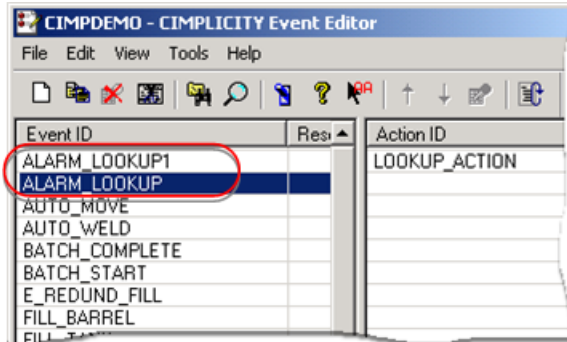 CIMPDEMO - CIMPLICITY Event Editor
File Edit View Tools Help
Event ID Res Action ID
ALARM_LOOKUP1 LOOKUP_ACTION
ALARM_LOOKUP
AUTO_MOVE
AUTO_WELD
BATCH_COMPLETE
BATCH_START
E_REDUND_FILL
FILL_BARREL